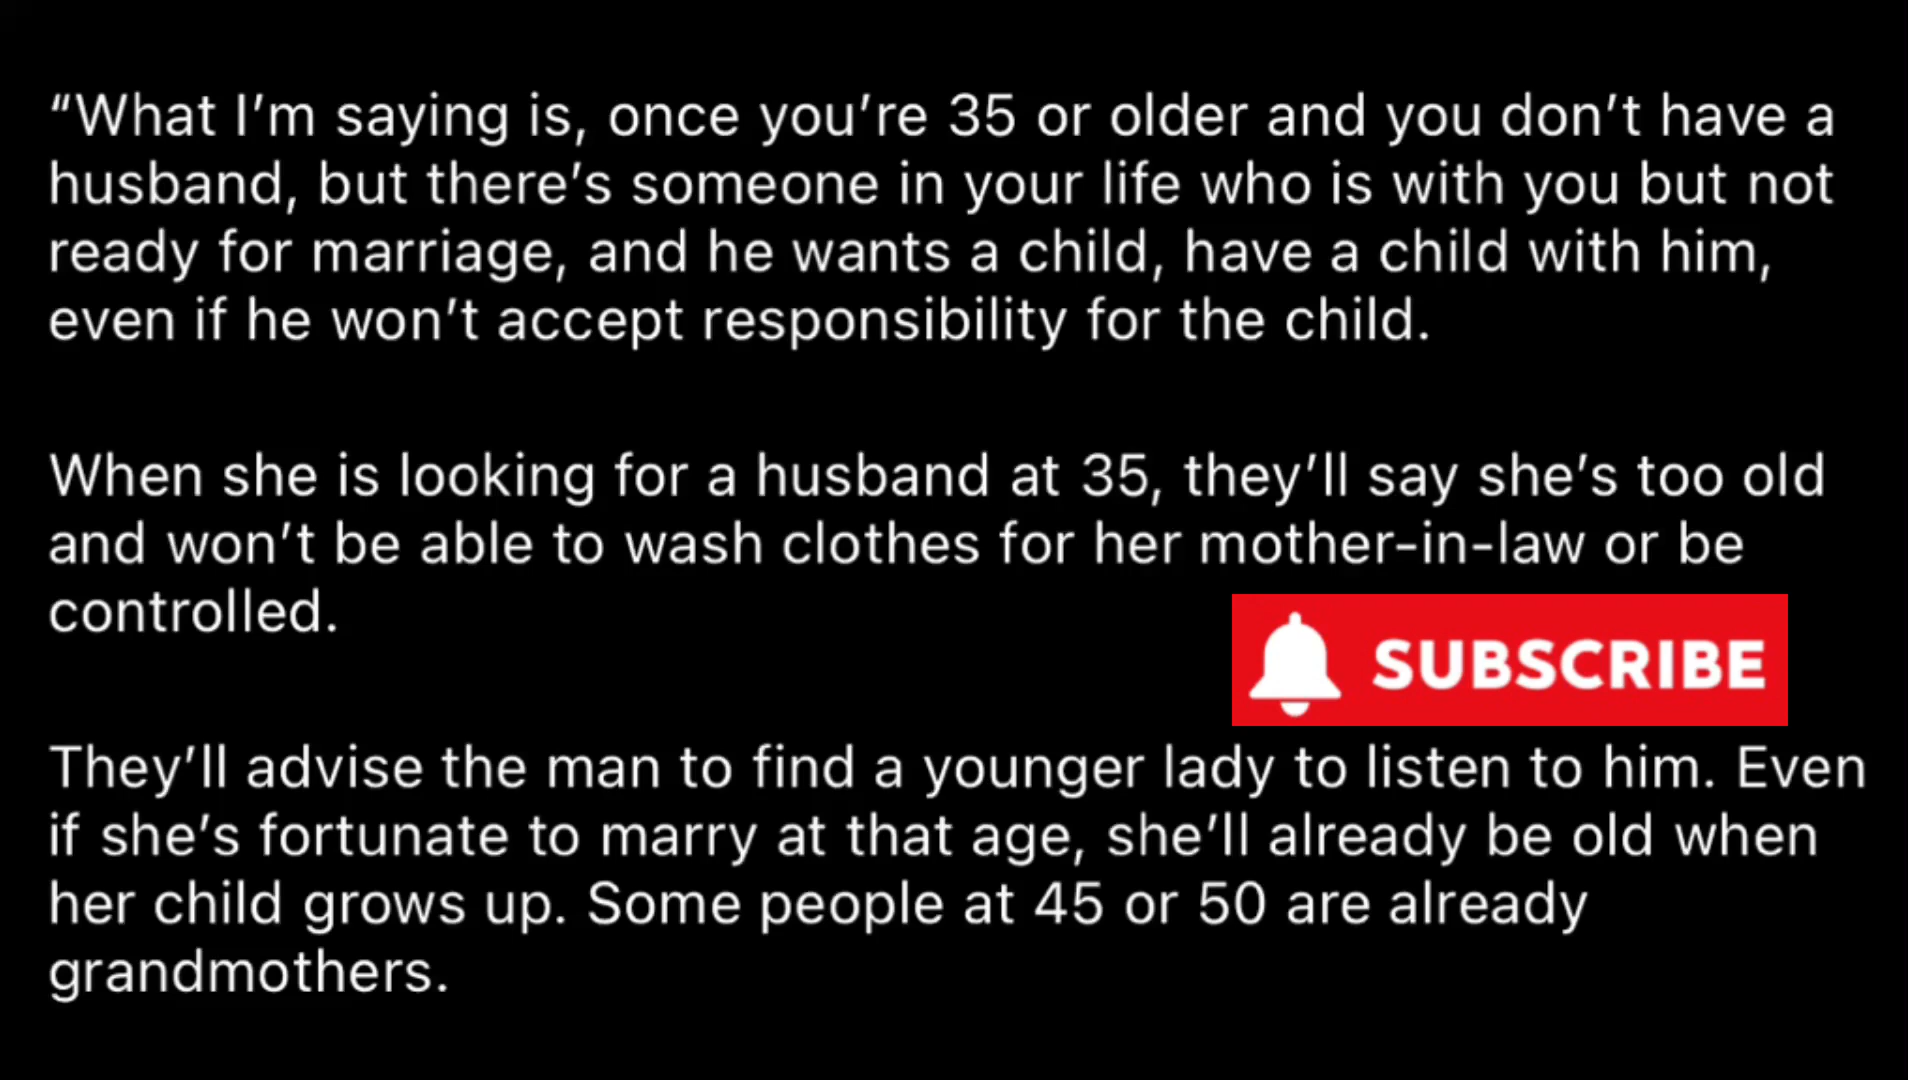 “What I’m saying is, once you’re 35 or older and you don’t have a
husband, but there’s someone in your life who is with you but not
ready for marriage, and he wants a child, have a child with him,
even if he won’t accept responsibility for the child.
When she is looking for a husband at 35, they’ll say she’s too old
and won’t be able to wash clothes for her mother-in-law or be
controlled.
SUBSCRIBE
They’ll advise the man to find a younger lady to listen to him. Even
if she’s fortunate to marry at that age, she’ll already be old when
her child grows up. Some people at 45 or 50 are already
grandmothers.